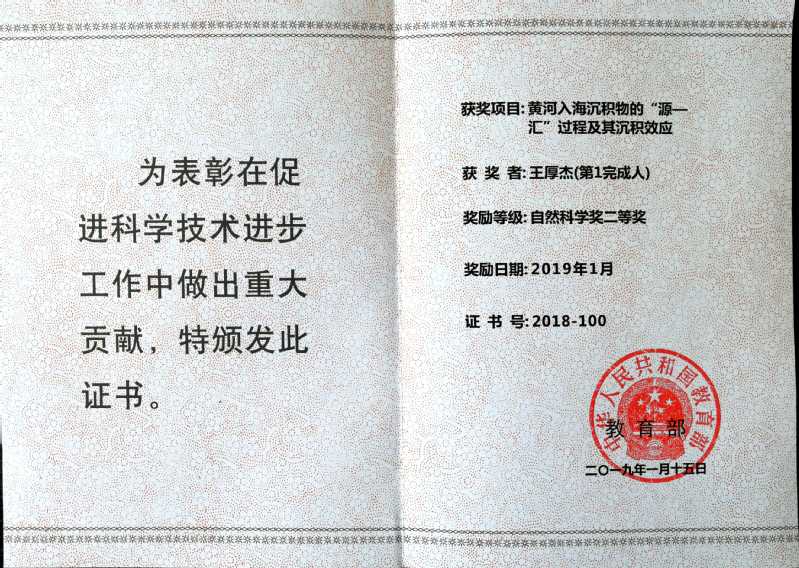 为表彰在促
进科学技术进步
工作中做出重大
贡献，特颁发此
证书。
获奖项目:黄河入海沉积物的“源—
汇”过程及其沉积效应
获 奖 者:王厚杰(第1完成人)
奖励等级:自然科学奖二等奖
奖励日期:2019年1月
证 书 号:2018-100
中华人民共和国教育部
教 育 部
二〇一九年一月十五日